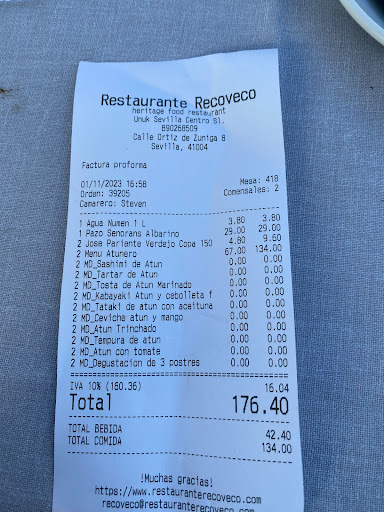 Restaurante Recoveco
heritage food restaurant
Unuk Sevilla Centro Sl.
B90268509
Calle Ortiz de Zuniga 8
Sevilla, 41004
Factura proforma
01/11/2023 16:58 Mesa: 418
Orden: 39205 Comensales: 2
Camarero: Steven
1 Agua Numen 1 L 3.80 3.80
1 Pazo Senorans Albarino 29.00 29.00
2 Jose Pariente Verdejo Copa 150 4.80 9.60
2 Menu Atunero 67.00 134.00
2 MD_Sashimi de Atun 0.00 0.00
2 MD_Tartar de Atun 0.00 0.00
2 MD_Tosta de Atun Marinado 0.00 0.00
2 MD_Kabayaki Atun y cebolleta f 0.00 0.00
2 MD_Tataki de atun con aceituna 0.00 0.00
2 MD_Ceviche atun y mango 0.00 0.00
2 MD_Atun Trinchado 0.00 0.00
2 MD_Tempura de atun 0.00 0.00
2 MD_Atun con tomate 0.00 0.00
2 MD_Degustacion de 3 postres 0.00 0.00
IVA 10% (160.36) 16.04
Total 176.40
TOTAL BEBIDA 42.40
TOTAL COMIDA 134.00
¡Muchas gracias!
https://www.restauranterecoveco.com
recoveco@restauranterecoveco.com